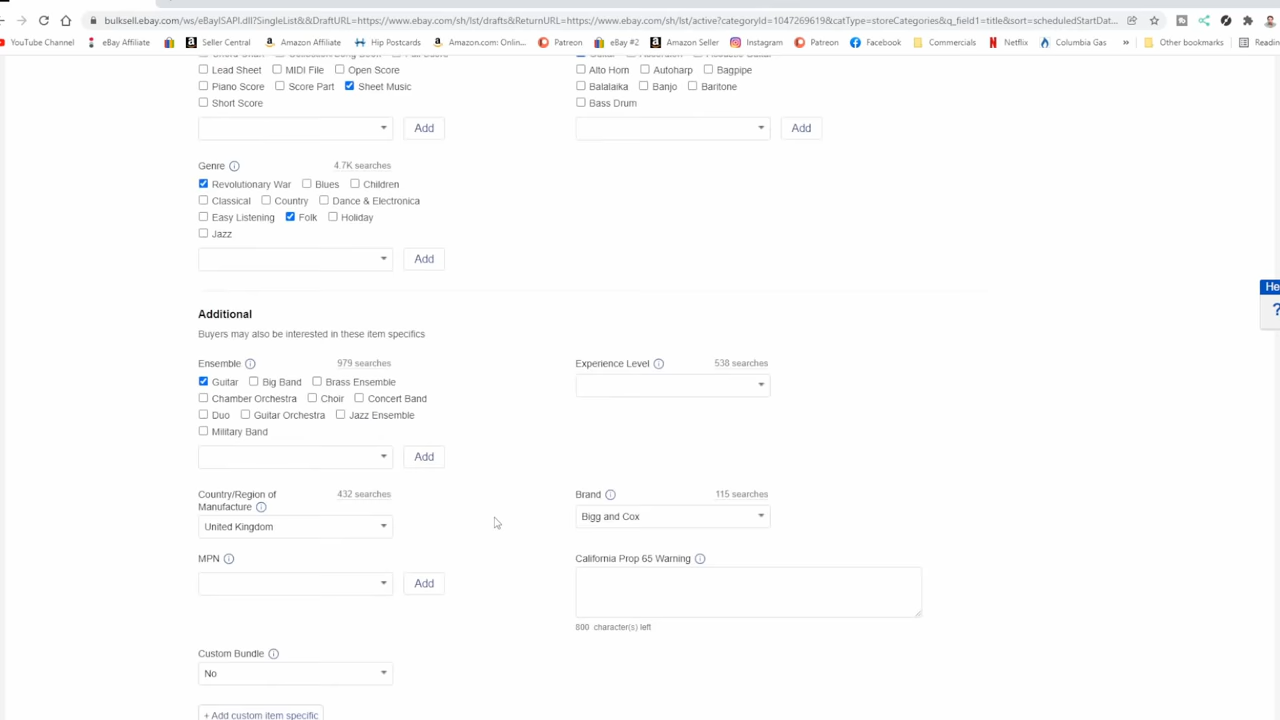 bulksell.ebay.com/ws/eBayISAPI.dll?SingleList&&DraftURL=https://www.ebay.com/sh/lst/drafts&ReturnURL=https://www.ebay.com/sh/lst/active?categoryId=1047269619&catType=storeCategories&q_field1=title&sort=scheduledStartDat...
YouTube Channel eBay Affiliate Seller Central Amazon Affiliate Hip Postcards Amazon.com: Onlin... Patreon eBay #2 Amazon Seller Instagram Patreon Facebook Commercials Netflix Columbia Gas » Other bookmarks Readin
Lead Sheet MIDI File Open Score
Piano Score Score Part Sheet Music
Short Score
Add
Alto Horn Autoharp Bagpipe
Balalaika Banjo Baritone
Bass Drum
Add
Genre 4.7K searches
Revolutionary War Blues Children
Classical Country Dance & Electronica
Easy Listening Folk Holiday
Jazz
Add
He
?
Additional
Buyers may also be interested in these item specifics
Ensemble 979 searches
Guitar Big Band Brass Ensemble
Chamber Orchestra Choir Concert Band
Duo Guitar Orchestra Jazz Ensemble
Military Band
Add
Experience Level 538 searches
Country/Region of 432 searches
Manufacture
United Kingdom
Brand 115 searches
Bigg and Cox
MPN
Add
California Prop 65 Warning
800 character(s) left
Custom Bundle
No
+ Add custom item specific